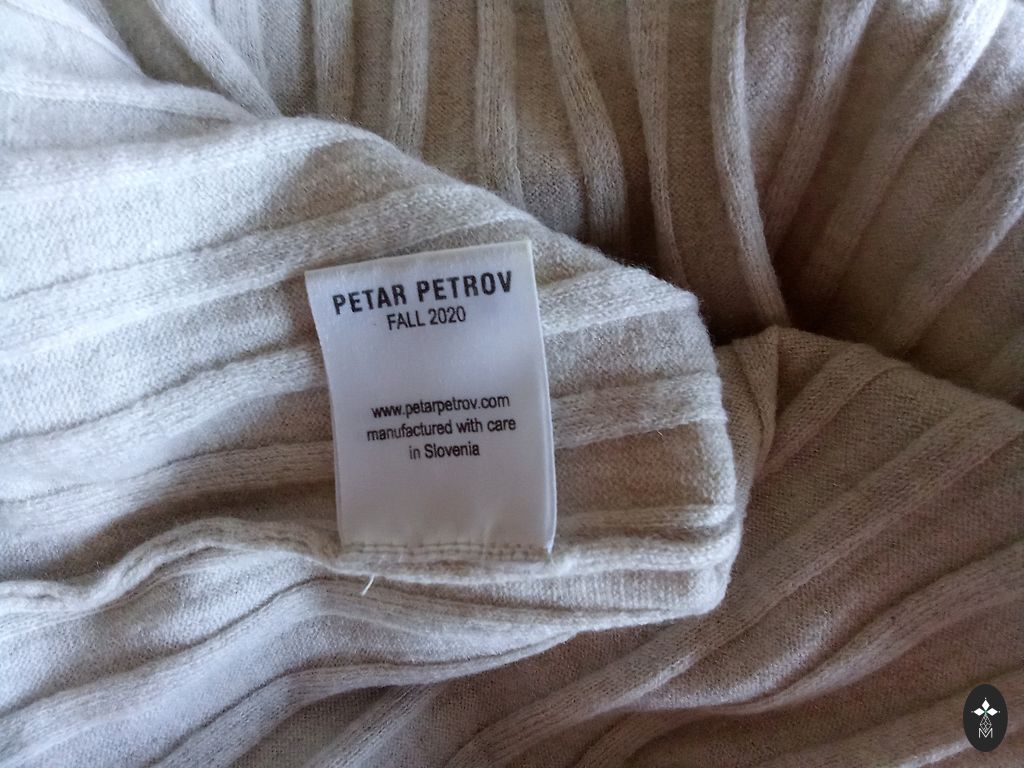 PETAR PETROV
FALL 2020
www.petarpetrov.com
manufactured with care
in Slovenia
M